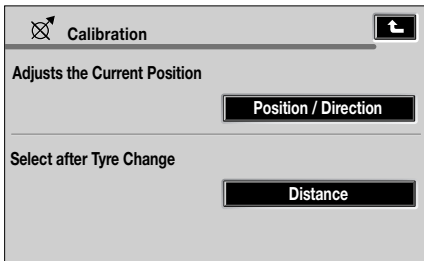 Calibration
Adjusts the Current Position
Position / Direction
Select after Tyre Change
Distance